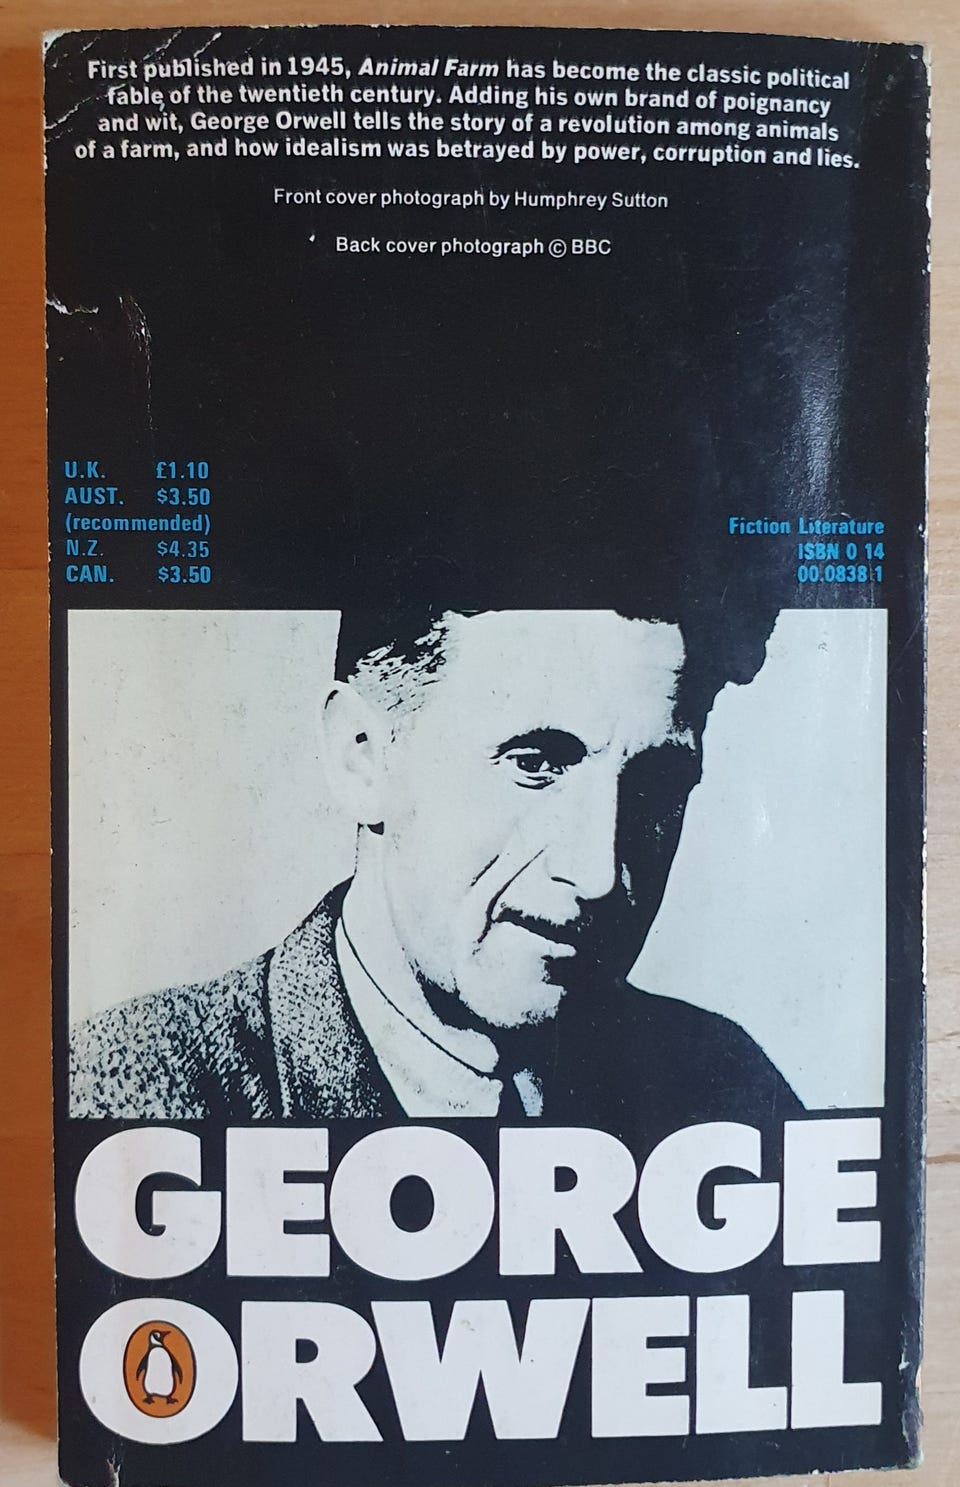 First published in 1945, Animal Farm has become the classic political
fable of the twentieth century. Adding his own brand of poignancy
and wit, George Orwell tells the story of a revolution among animals
of a farm, and how idealism was betrayed by power, corruption and lies.
Front cover photograph by Humphrey Sutton
Back cover photograph © BBC
U.K. £1.10
AUST. $3.50
(recommended)
N.Z. $4.35
CAN. $3.50
Fiction Literature
ISBN 0 14
00.0838 1
GEORGE
ORWELL